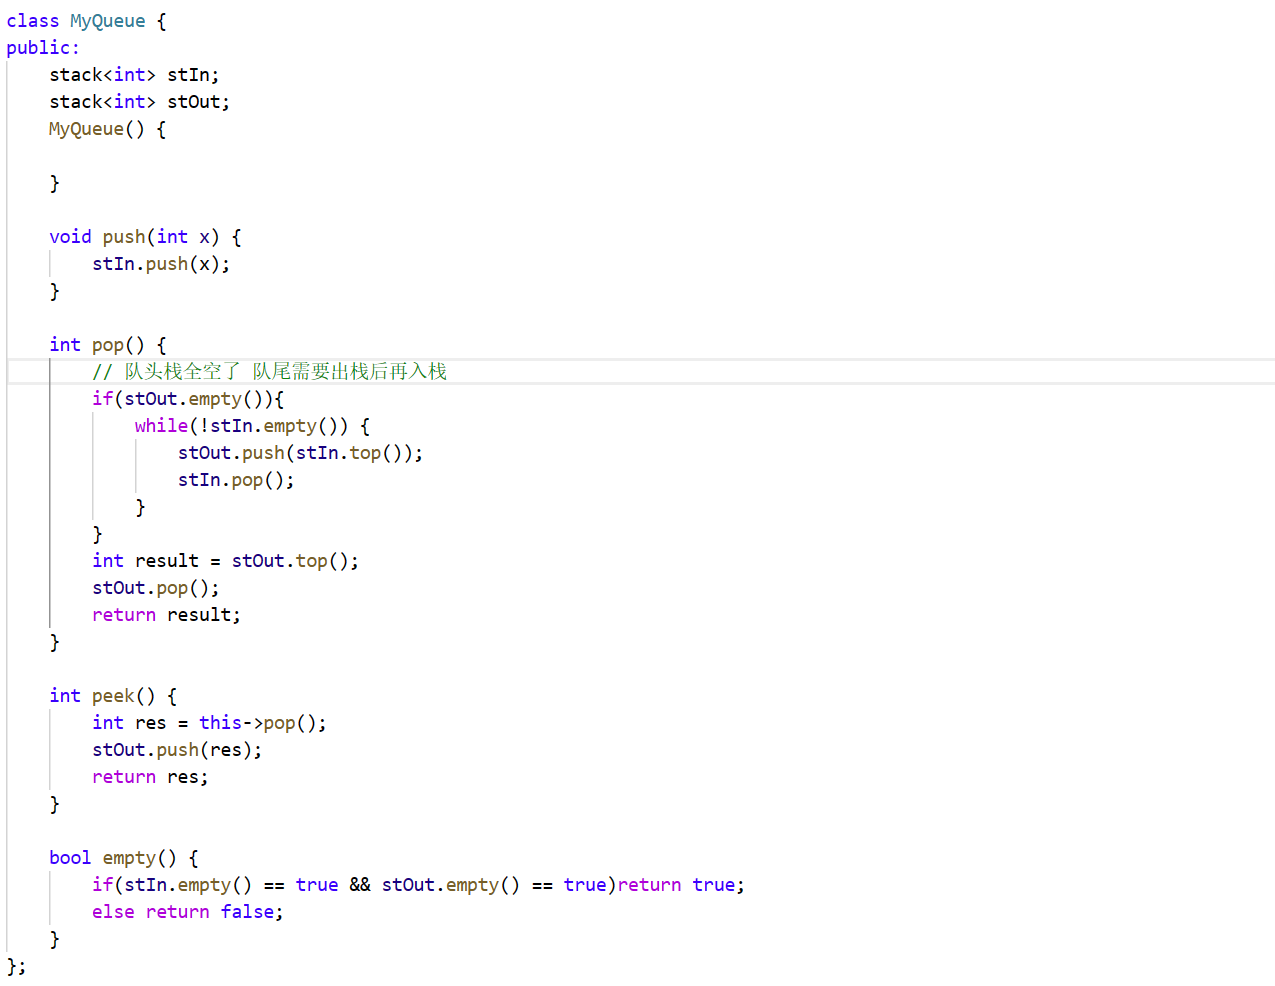 class MyQueue {
public:
    stack<int> stIn;
    stack<int> stOut;
    MyQueue() {

    }

    void push(int x) {
        stIn.push(x);
    }

    int pop() {
        // 队头栈全空了 队尾需要出栈后再入栈
        if(stOut.empty()){
            while(!stIn.empty()) {
                stOut.push(stIn.top());
                stIn.pop();
            }
        }
        int result = stOut.top();
        stOut.pop();
        return result;
    }

    int peek() {
        int res = this->pop();
        stOut.push(res);
        return res;
    }

    bool empty() {
        if(stIn.empty() == true && stOut.empty() == true)return true;
        else return false;
    }
};